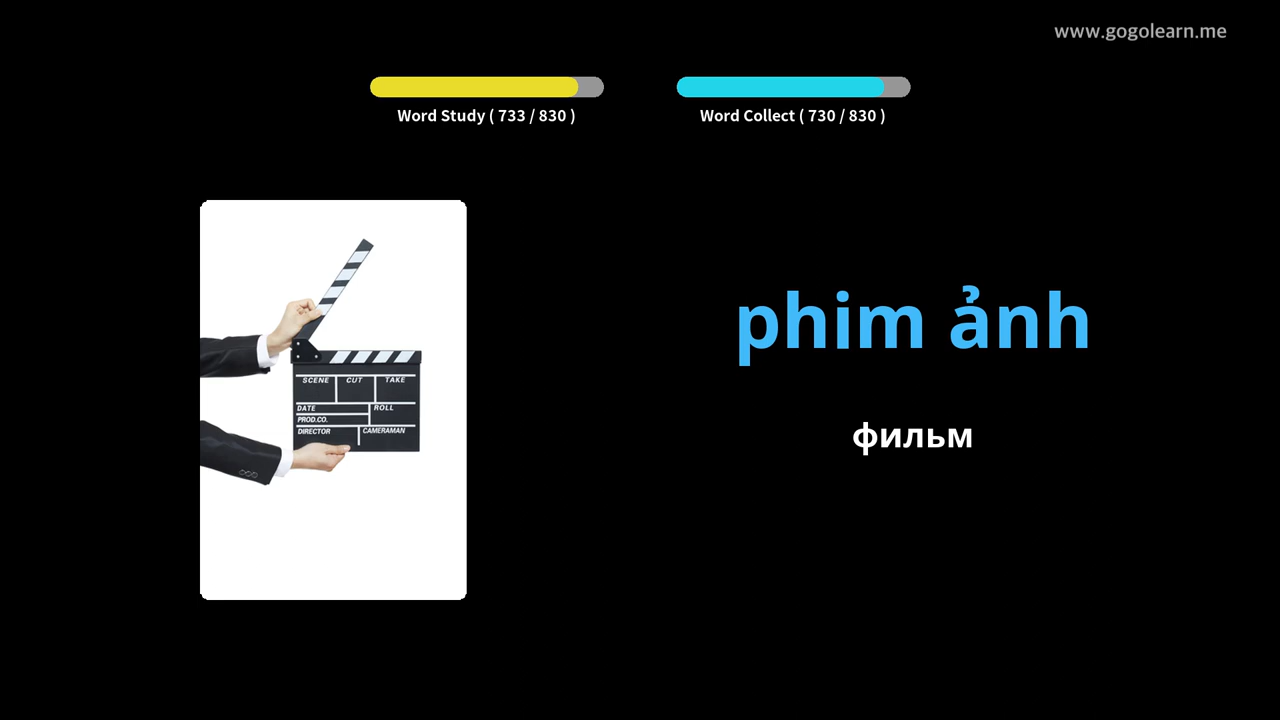 www.gogolearn.me
Word Study ( 733 / 830 )
Word Collect ( 730 / 830 )
SCENE CUT TAKE
DATE ROLL
PROD.CO.
DIRECTOR CAMERAMAN
phim ảnh
фильм